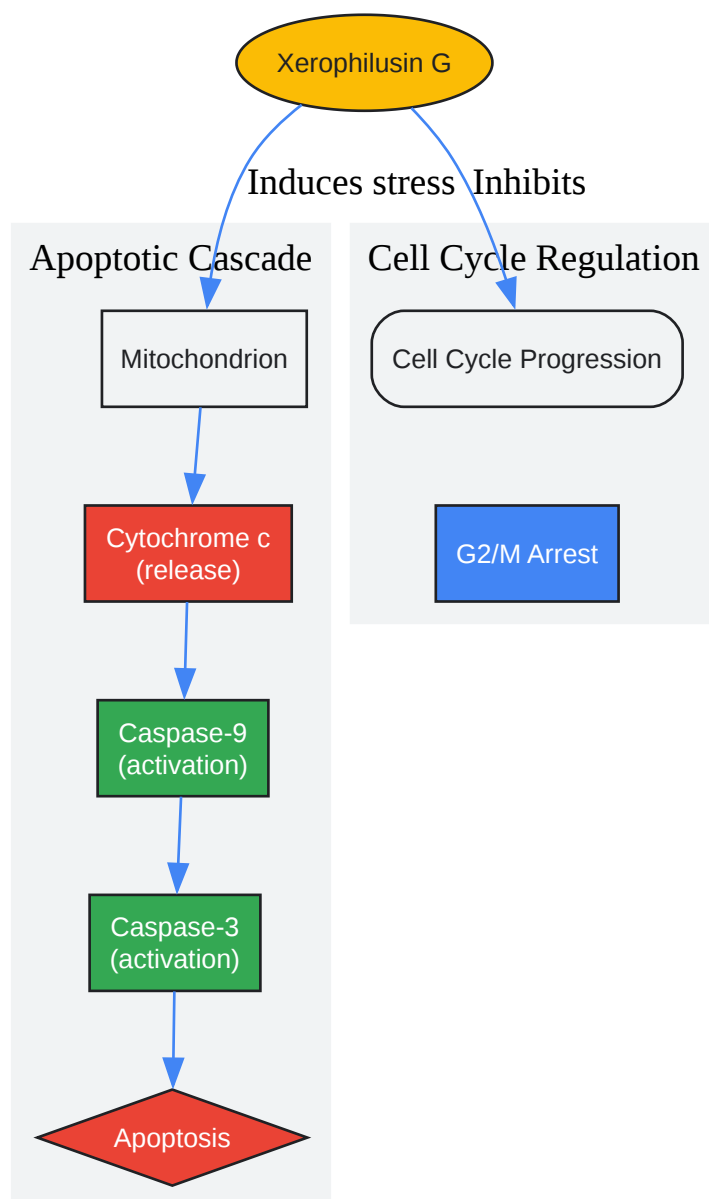 Xerophilusin G
Induces stress
Inhibits
Apoptotic Cascade
Cell Cycle Regulation
Mitochondrion
Cell Cycle Progression
Cytochrome c
(release)
G2/M Arrest
Caspase-9
(activation)
Caspase-3
(activation)
Apoptosis